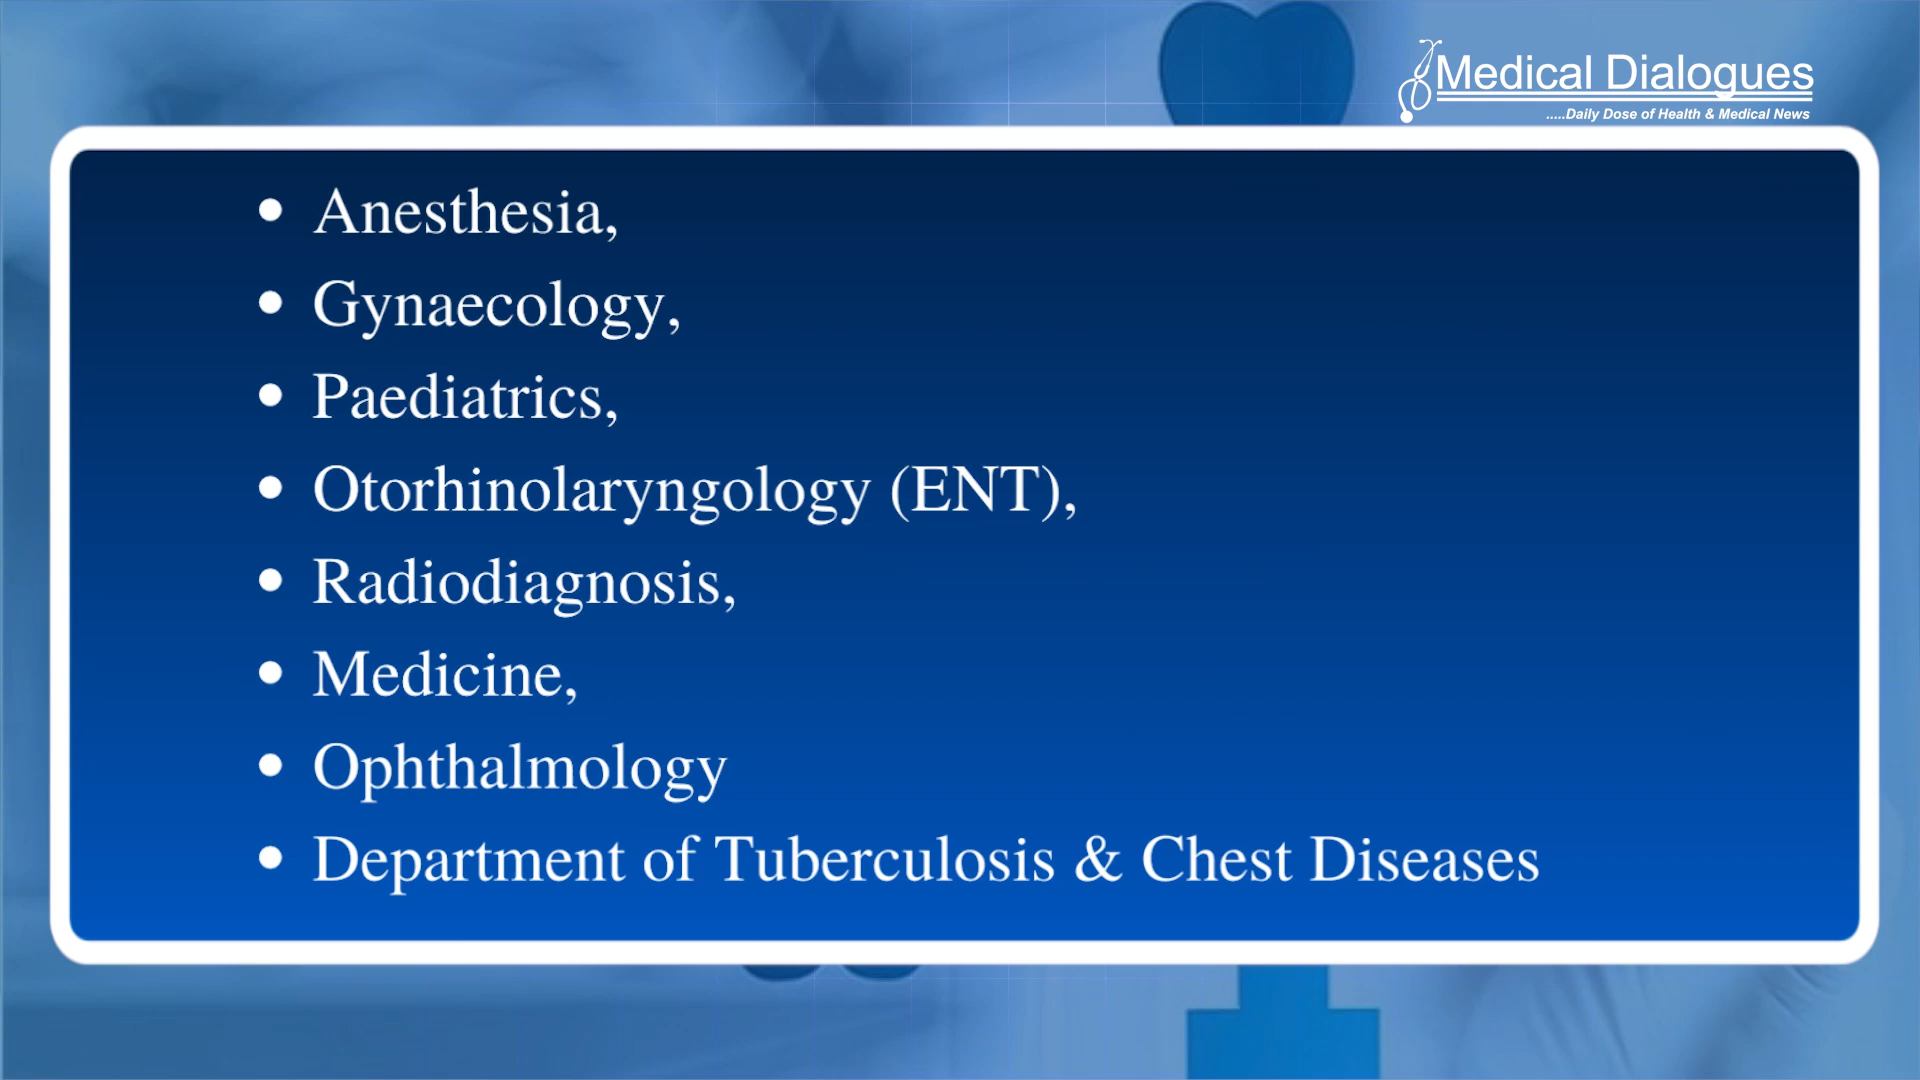 Medical Dialogues
.....Daily Dose of Health & Medical News
• Anesthesia,
• Gynaecology,
• Paediatrics,
• Otorhinolaryngology (ENT),
• Radiodiagnosis,
• Medicine,
• Ophthalmology
• Department of Tuberculosis & Chest Diseases